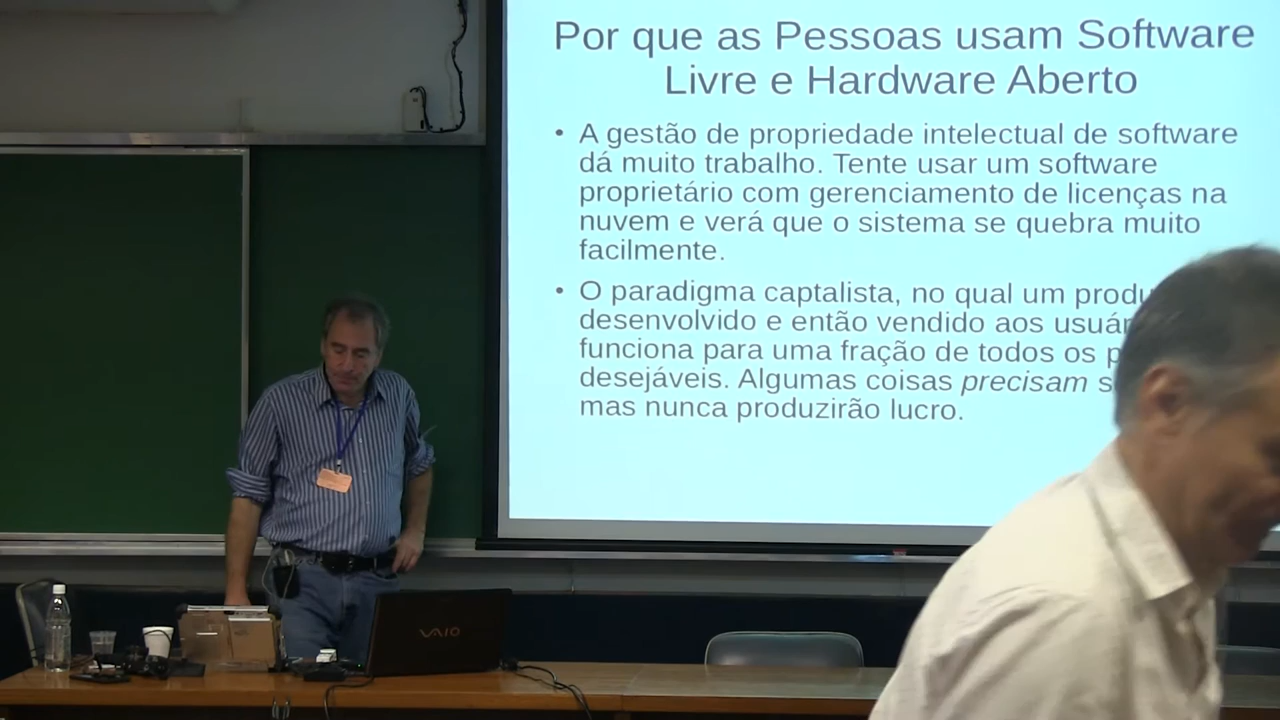 Por que as Pessoas usam Software
Livre e Hardware Aberto
• A gestão de propriedade intelectual de software
dá muito trabalho. Tente usar um software
proprietário com gerenciamento de licenças na
nuvem e verá que o sistema se quebra muito
facilmente.
• O paradigma captalista, no qual um
desenvolvido e então vendido aos
funciona para uma fração de todos os
desejáveis. Algumas coisas precisam
mas nunca produzirão lucro.
VAIO